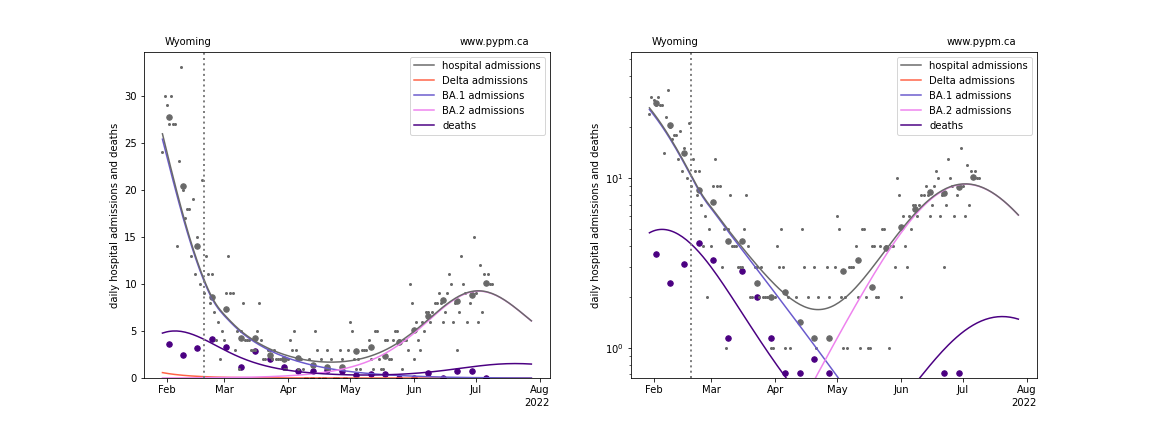 Wyoming
www.pypm.ca
daily hospital admissions and deaths
30
25
20
15
10
5
0
hospital admissions
Delta admissions
BA.1 admissions
BA.2 admissions
deaths
Feb
Mar
Apr
May
Jun
Jul
Aug
2022
Wyoming
www.pypm.ca
daily hospital admissions and deaths
10¹
10⁰
hospital admissions
Delta admissions
BA.1 admissions
BA.2 admissions
deaths
Feb
Mar
Apr
May
Jun
Jul
Aug
2022